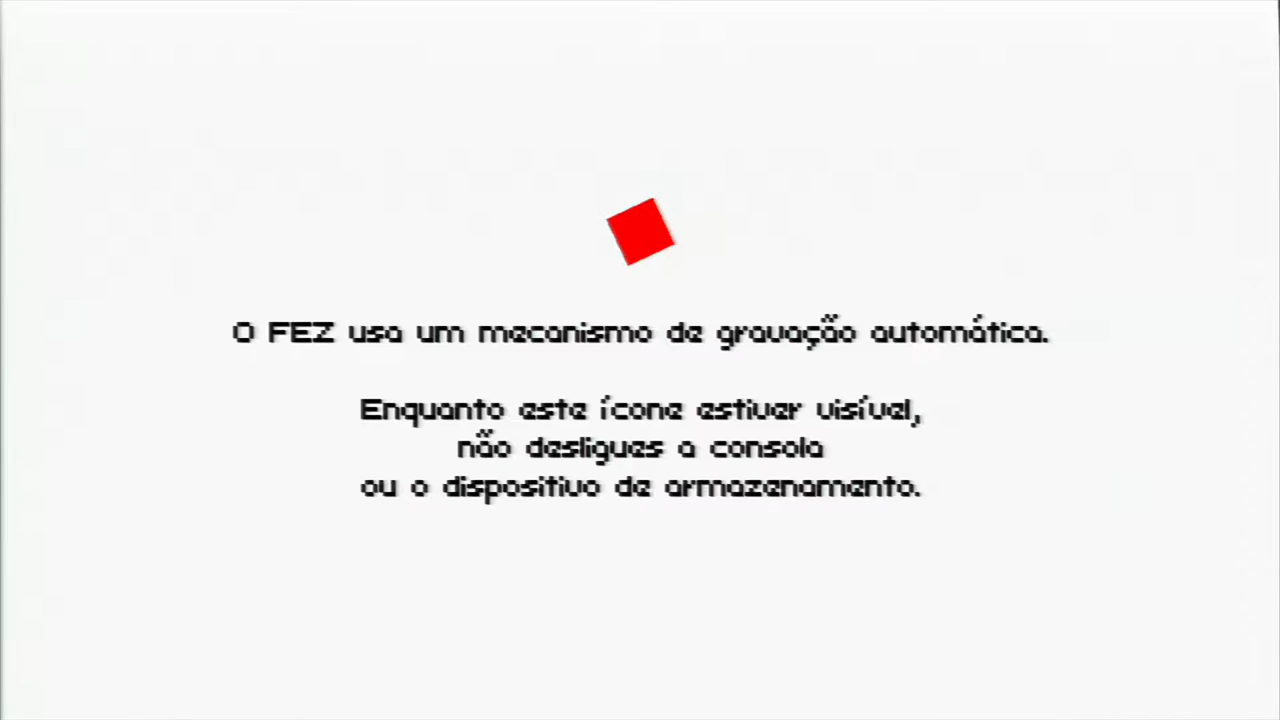 O FEZ usa um mecanismo de gravação automática.
Enquanto este ícone estiver visível,
não desligues a consola
ou o dispositivo de armazenamento.